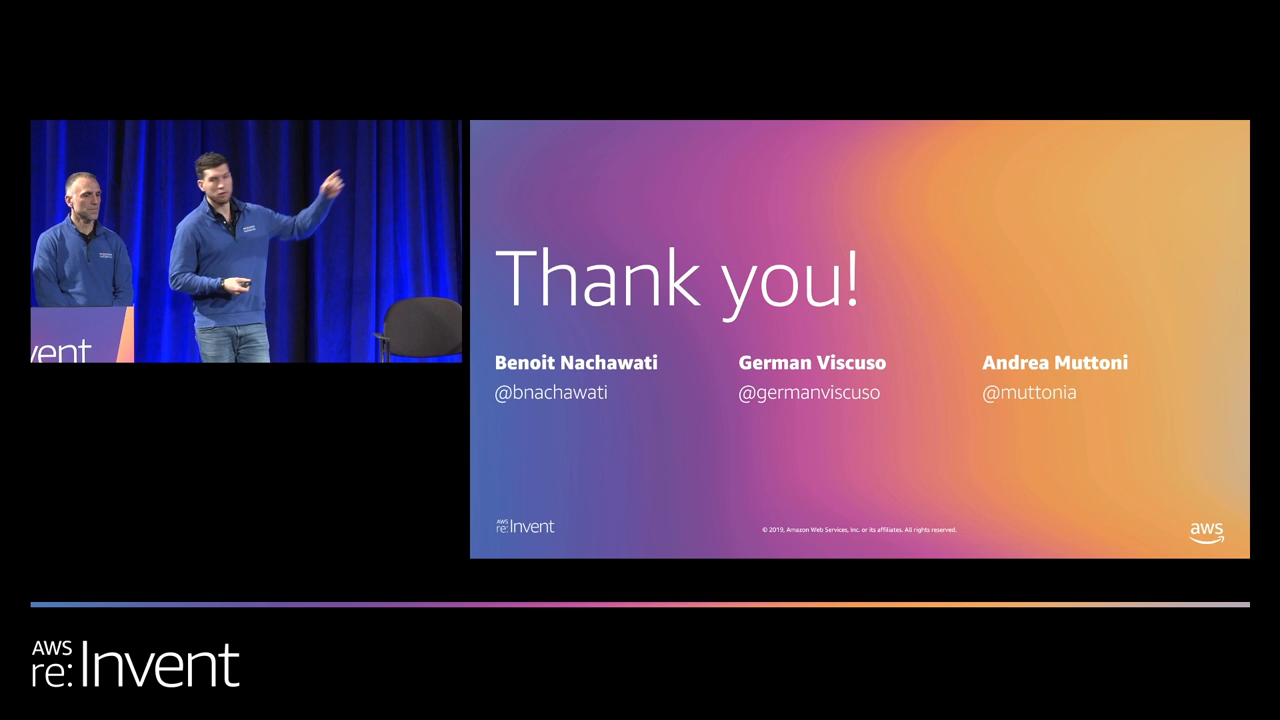 vent
Thank you!
Benoit Nachawati
German Viscuso
Andrea Muttoni
@bnachawati
@germanviscuso
@muttonia
AWS
re:Invent
© 2019, Amazon Web Services, Inc. or its affiliates. All rights reserved.
aws
AWS
re:Invent